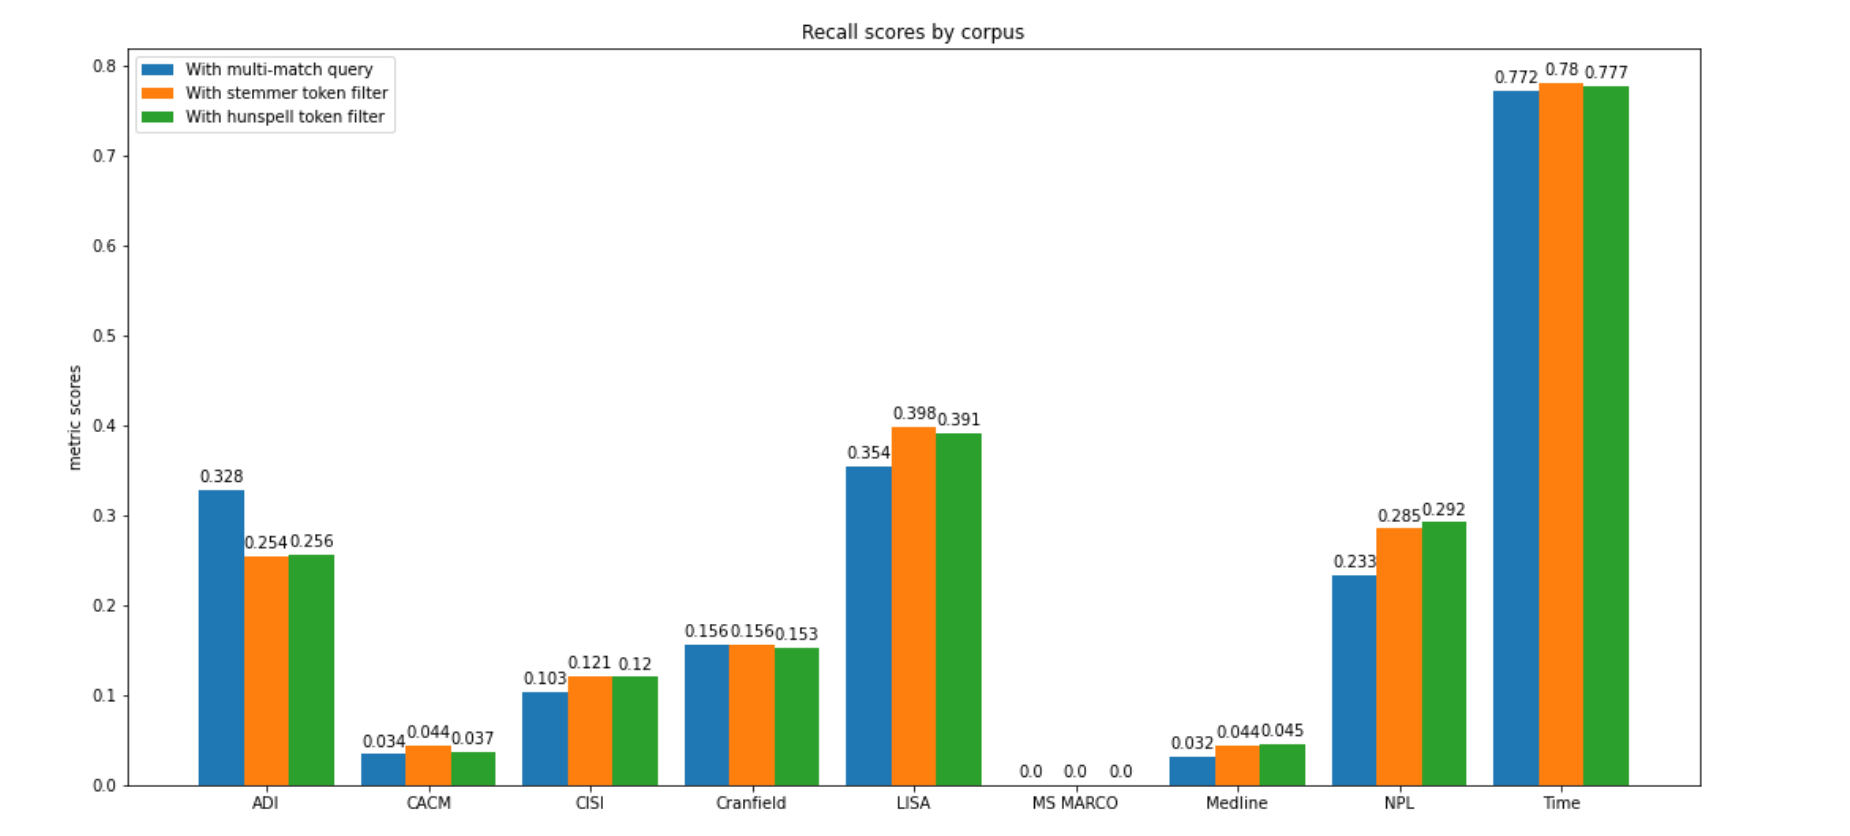 Recall scores by corpus
With multi-match query
With stemmer token filter
With hunspell token filter
metric scores
0.8
0.7
0.6
0.5
0.4
0.3
0.2
0.1
0.0
0.328 0.254 0.256
0.034 0.044 0.037
0.103 0.121 0.12
0.156 0.156 0.153
0.354 0.398 0.391
0.0 0.0 0.0
0.032 0.044 0.045
0.233 0.285 0.292
0.772 0.78 0.777
ADI CACM CISI Cranfield LISA MS MARCO Medline NPL Time